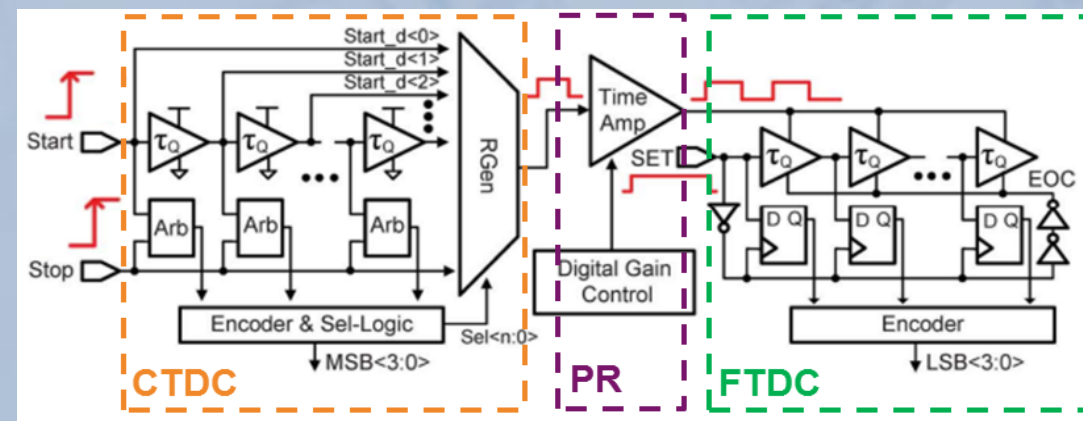 Start_d<0>
Start_d<1>
Start_d<2>
Start
τQ
τQ
τQ
RGen
Time
Amp
SET
τQ
τQ
τQ
EOC
Arb
Arb
Arb
D Q
D Q
D Q
Stop
Digital Gain
Control
Encoder & Sel-Logic
Sel<n:0>
Encoder
MSB<3:0>
LSB<3:0>
CTDC
PR
FTDC